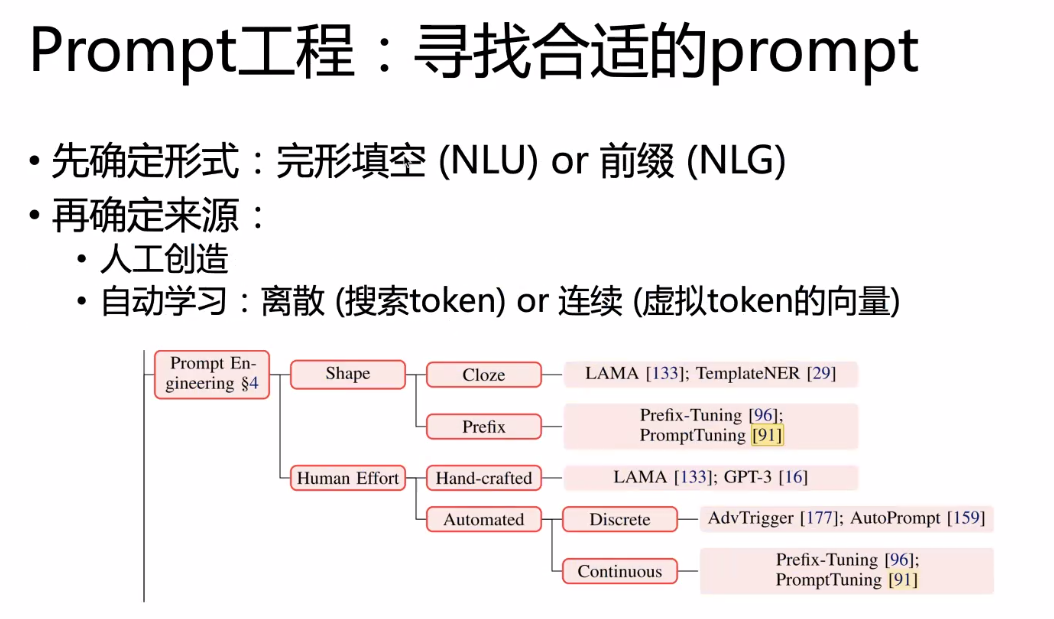 Prompt工程：寻找合适的prompt
• 先确定形式：完形填空 (NLU) or 前缀 (NLG)
• 再确定来源：
• 人工创造
• 自动学习：离散 (搜索token) or 连续 (虚拟token的向量)
Prompt En-
gineering §4
Shape
Cloze
LAMA [133]; TemplateNER [29]
Prefix
Prefix-Tuning [96];
PromptTuning [91]
Human Effort
Hand-crafted
LAMA [133]; GPT-3 [16]
Automated
Discrete
AdvTrigger [177]; AutoPrompt [159]
Continuous
Prefix-Tuning [96];
PromptTuning [91]